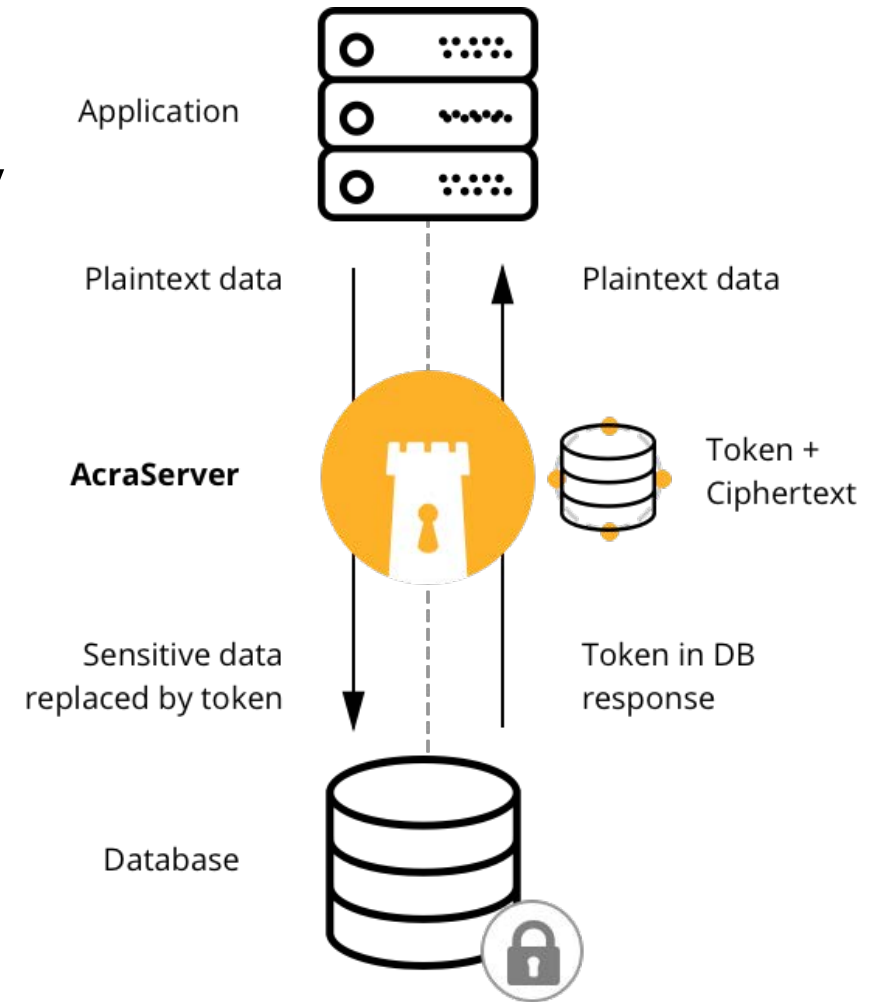 Application
Plaintext data
Plaintext data
AcraServer
Token +
Ciphertext
Sensitive data
replaced by token
Token in DB
response
Database